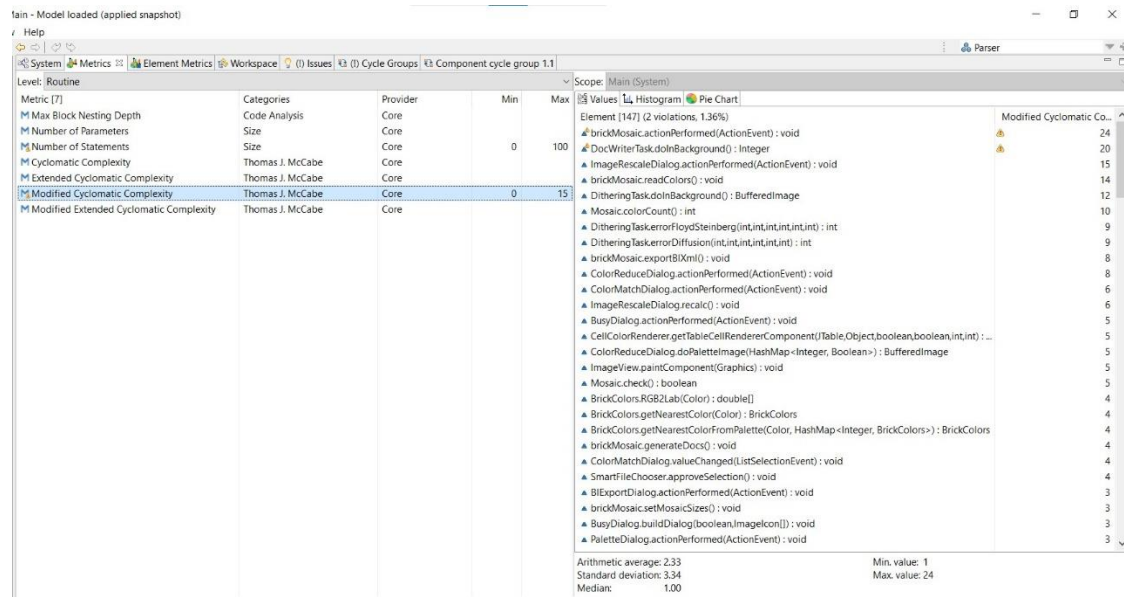 Main - Model loaded (applied snapshot)
Help
Parser
System Metrics Element Metrics Workspace (!) Issues (!) Cycle Groups Component cycle group 1.1
Level: Routine
Metric [7] Categories Provider Min Max
Max Block Nesting Depth Code Analysis Core
Number of Parameters Size Core
Number of Statements Size Core 0 100
Cyclomatic Complexity Thomas J. McCabe Core
Extended Cyclomatic Complexity Thomas J. McCabe Core
Modified Cyclomatic Complexity Thomas J. McCabe Core 0 15
Modified Extended Cyclomatic Complexity Thomas J. McCabe Core
Scope: Main (System)
Values Histogram Pie Chart
Element [147] (2 violations, 1.36%) Modified Cyclomatic Co...
brickMosaic.actionPerformed(ActionEvent) : void 24
DocWriterTask.doInBackground() : Integer 20
ImageRescaleDialog.actionPerformed(ActionEvent) : void 15
brickMosaic.readColors() : void 14
DitheringTask.doInBackground() : BufferedImage 12
Mosaic.colorCount() : int 10
DitheringTask.errorFloydSteinberg(int,int,int,int,int,int) : int 9
DitheringTask.errorDiffusion(int,int,int,int,int,int) : int 9
brickMosaic.exportBIXml() : void 8
ColorReduceDialog.actionPerformed(ActionEvent) : void 8
ColorMatchDialog.actionPerformed(ActionEvent) : void 6
ImageRescaleDialog.recalc() : void 6
BusyDialog.actionPerformed(ActionEvent) : void 5
CellColorRenderer.getTableCellRendererComponent(JTable,Object,boolean,boolean,int,int) : ... 5
ColorReduceDialog.doPaletteImage(HashMap<Integer, Boolean>) : BufferedImage 5
ImageView.paintComponent(Graphics) : void 5
Mosaic.check() : boolean 5
BrickColors.RGB2Lab(Color) : double[] 4
BrickColors.getNearestColor(Color) : BrickColors 4
BrickColors.getNearestColorFromPalette(Color, HashMap<Integer, BrickColors>) : BrickColors 4
brickMosaic.generateDocs() : void 4
ColorMatchDialog.valueChanged(ListSelectionEvent) : void 4
SmartFileChooser.approveSelection() : void 4
BIExportDialog.actionPerformed(ActionEvent) : void 3
brickMosaic.setMosaicSizes() : void 3
BusyDialog.buildDialog(boolean,ImageIcon[]) : void 3
PaletteDialog.actionPerformed(ActionEvent) : void 3
Arithmetic average: 2.33 Min. value: 1
Standard deviation: 3.34 Max. value: 24
Median: 1.00